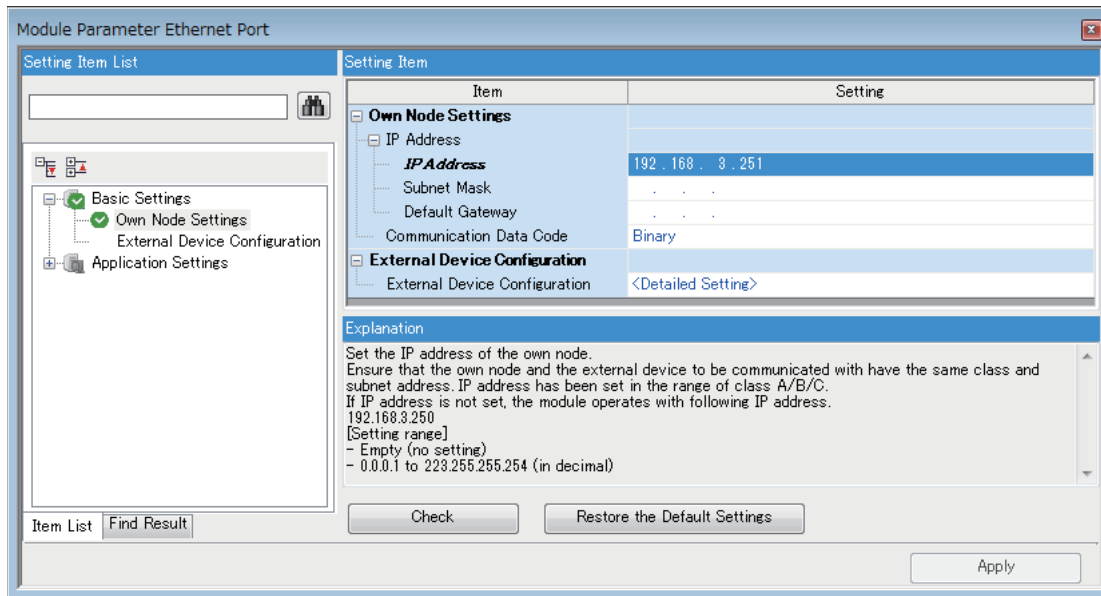 Module Parameter Ethernet Port
Setting Item List
Basic Settings
Own Node Settings
External Device Configuration
Application Settings
Item List Find Result
Setting Item
Item Setting
Own Node Settings
IP Address
IP Address 192 . 168 . 3 . 251
Subnet Mask . . .
Default Gateway . . .
Communication Data Code Binary
External Device Configuration
External Device Configuration <Detailed Setting>
Explanation
Set the IP address of the own node.
Ensure that the own node and the external device to be communicated with have the same class and
subnet address. IP address has been set in the range of class A/B/C.
If IP address is not set, the module operates with following IP address.
192.168.3.250
[Setting range]
- Empty (no setting)
- 0.0.0.1 to 223.255.255.254 (in decimal)
Check Restore the Default Settings
Apply